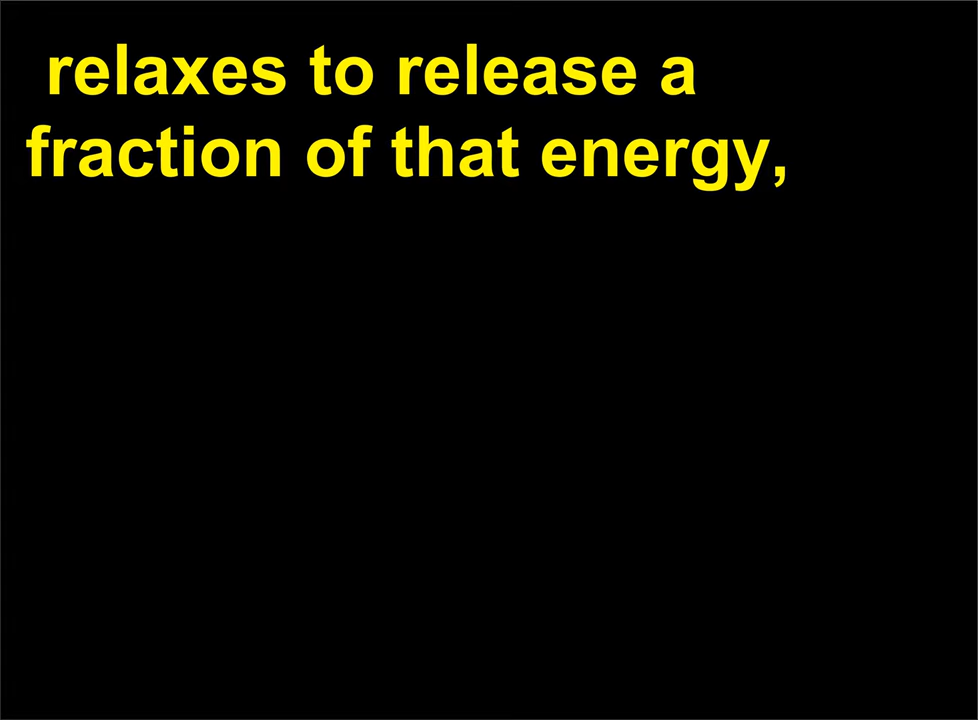 relaxes to release a
fraction of that energy,